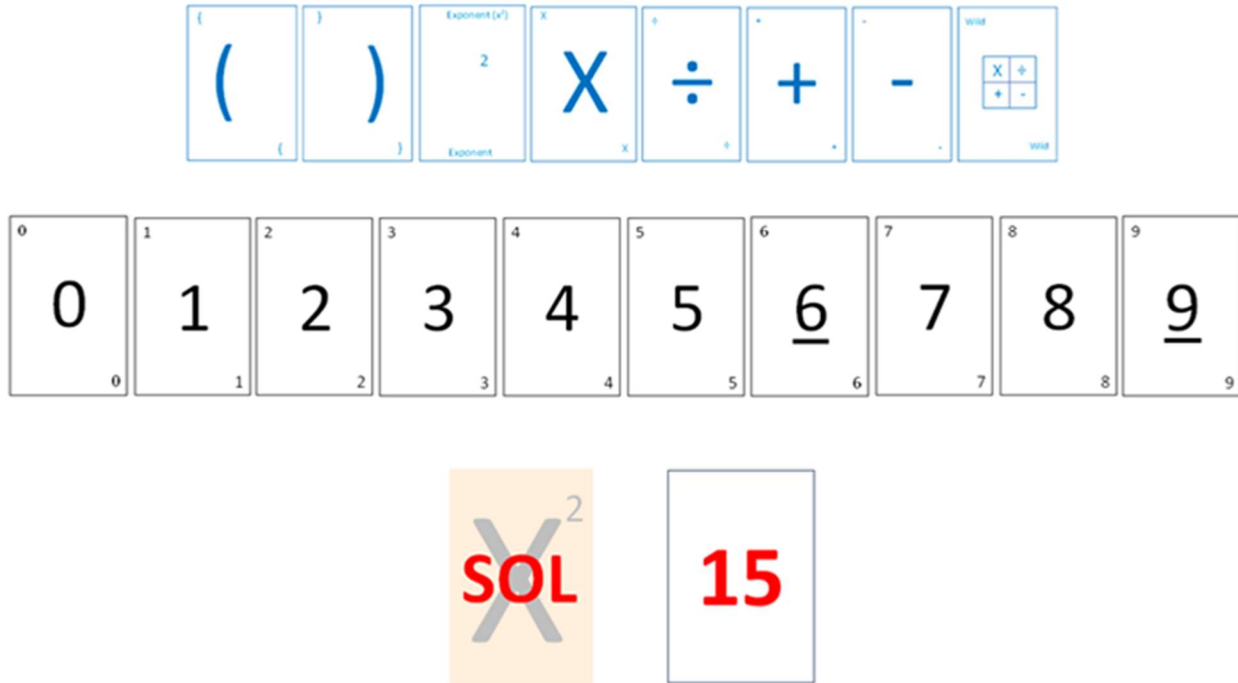 { } Exponent (x²) X ÷ • - Wild
( ) 2 X ÷ + - X ÷
+ -
{ } Exponent X ÷ • - Wild
0 1 2 3 4 5 6 7 8 9
0 1 2 3 4 5 6 7 8 9
0 1 2 3 4 5 6 7 8 9
X 2
SOL 15